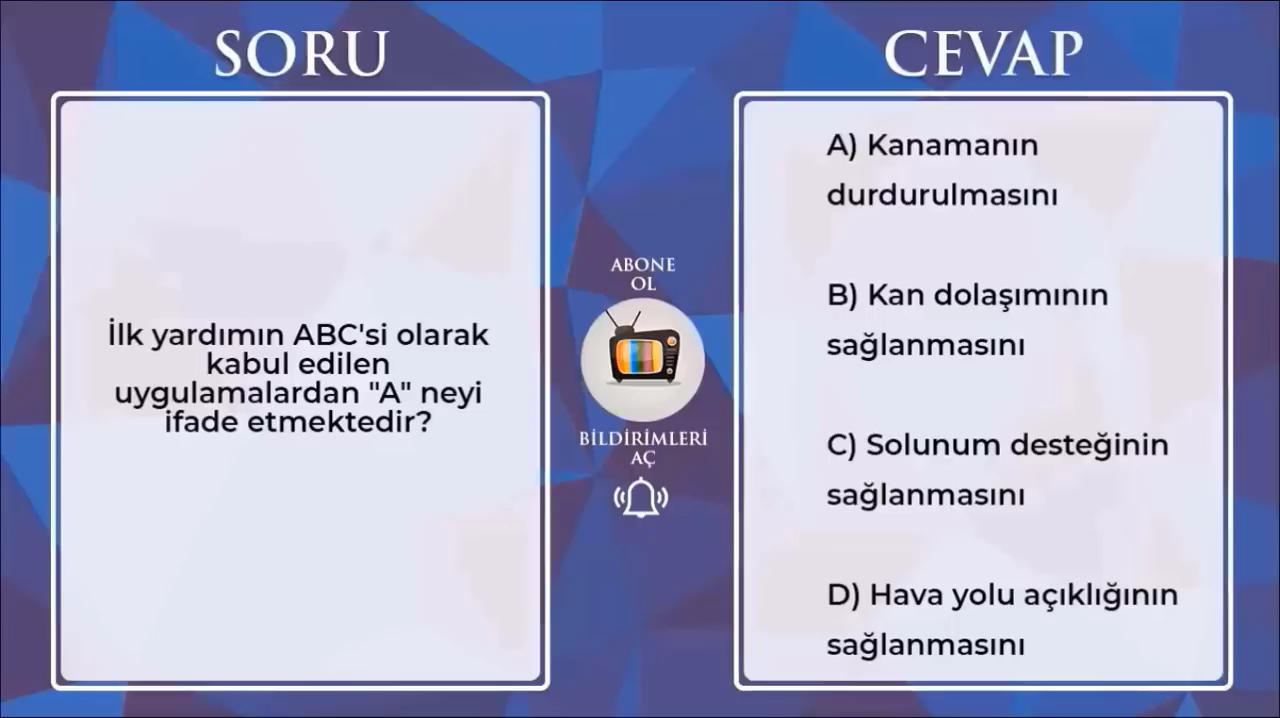 SORU
İlk yardımın ABC'si olarak
kabul edilen
uygulamalardan "A" neyi
ifade etmektedir?
ABONE
OL
BİLDİRİMLERİ
AÇ
CEVAP
A) Kanamanın
durdurulmasını
B) Kan dolaşımının
sağlanmasını
C) Solunum desteğinin
sağlanmasını
D) Hava yolu açıklığının
sağlanmasını